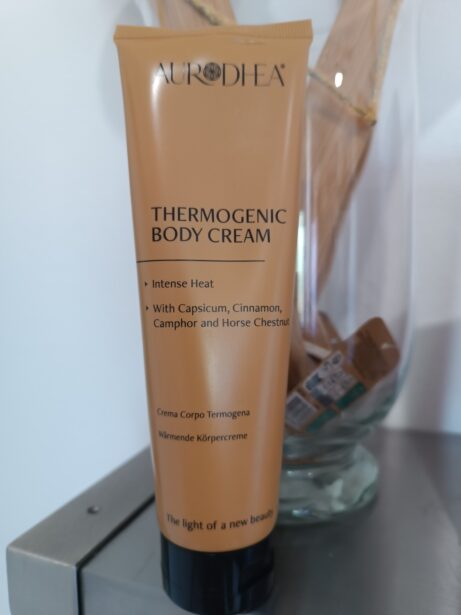 AURODHEA®
THERMOGENIC
BODY CREAM
‣ Intense Heat
‣ With Capsicum, Cinnamon,
Camphor and Horse Chestnut
Crema Corpo Termogena
Wärmende Körpercreme
The light of a new beauty